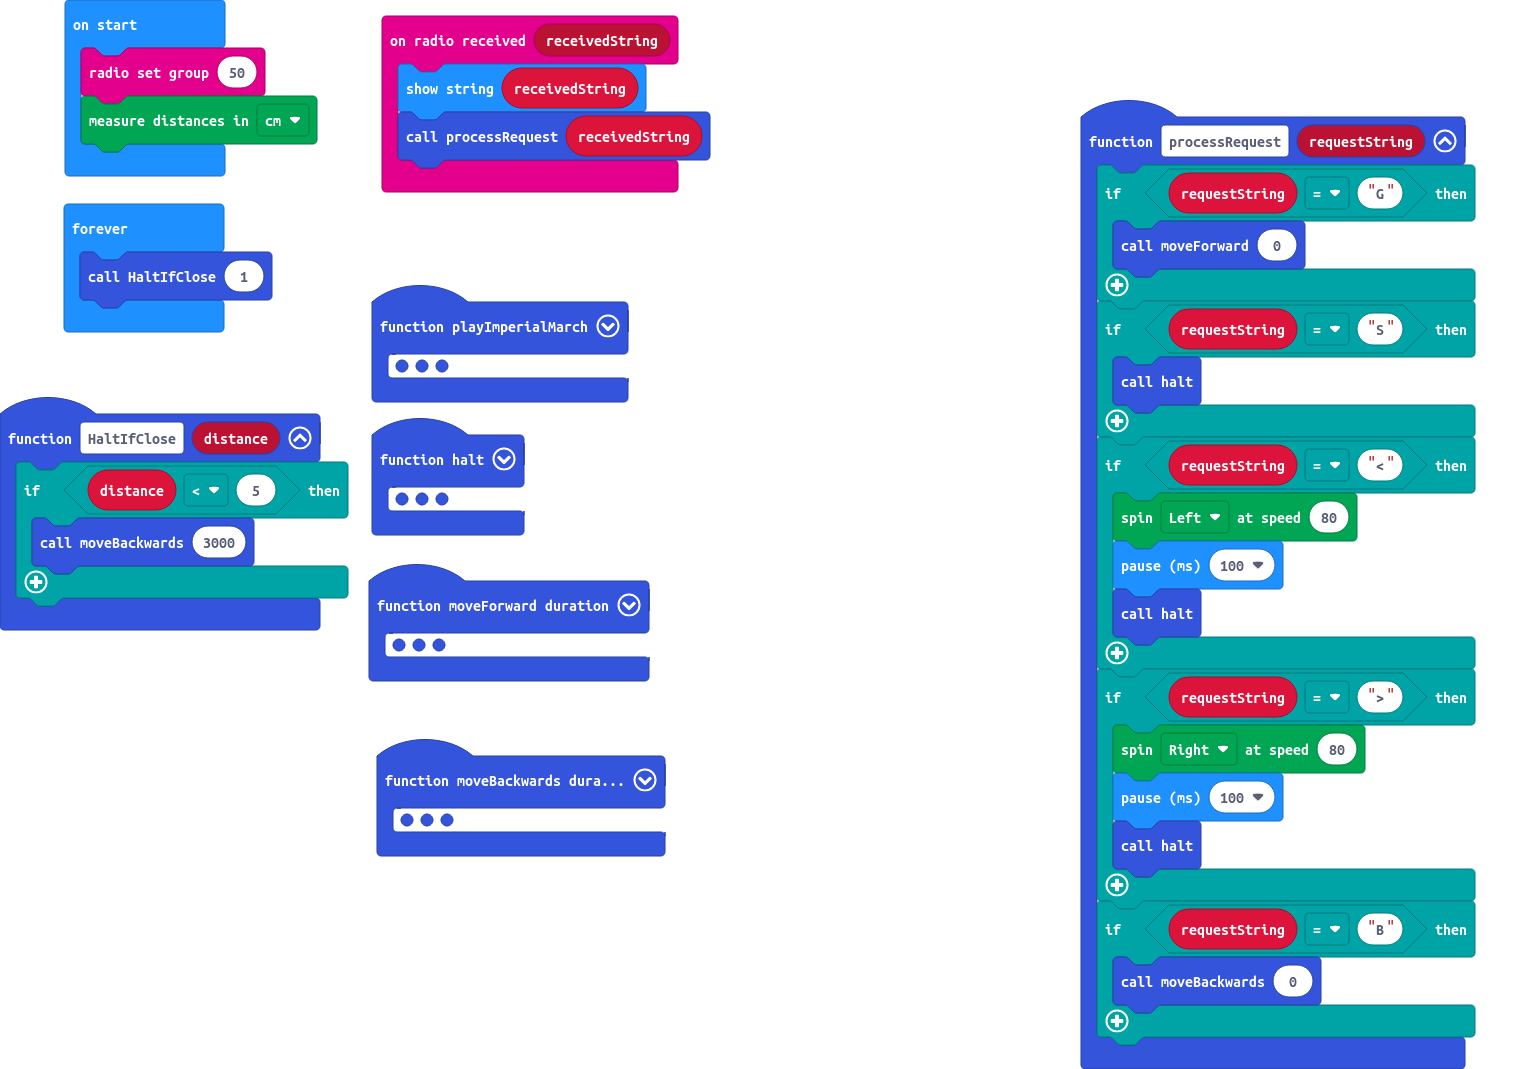 on start
radio set group 50
measure distances in cm
forever
call HaltIfClose 1
function HaltIfClose distance
if distance < 5 then
call moveBackwards 3000
on radio received receivedString
show string receivedString
call processRequest receivedString
function playImperialMarch
function halt
function moveForward duration
function moveBackwards dura...
function processRequest requestString
if requestString = "G" then
call moveForward 0
if requestString = "S" then
call halt
if requestString = "<" then
spin Left at speed 80
pause (ms) 100
call halt
if requestString = ">" then
spin Right at speed 80
pause (ms) 100
call halt
if requestString = "B" then
call moveBackwards 0